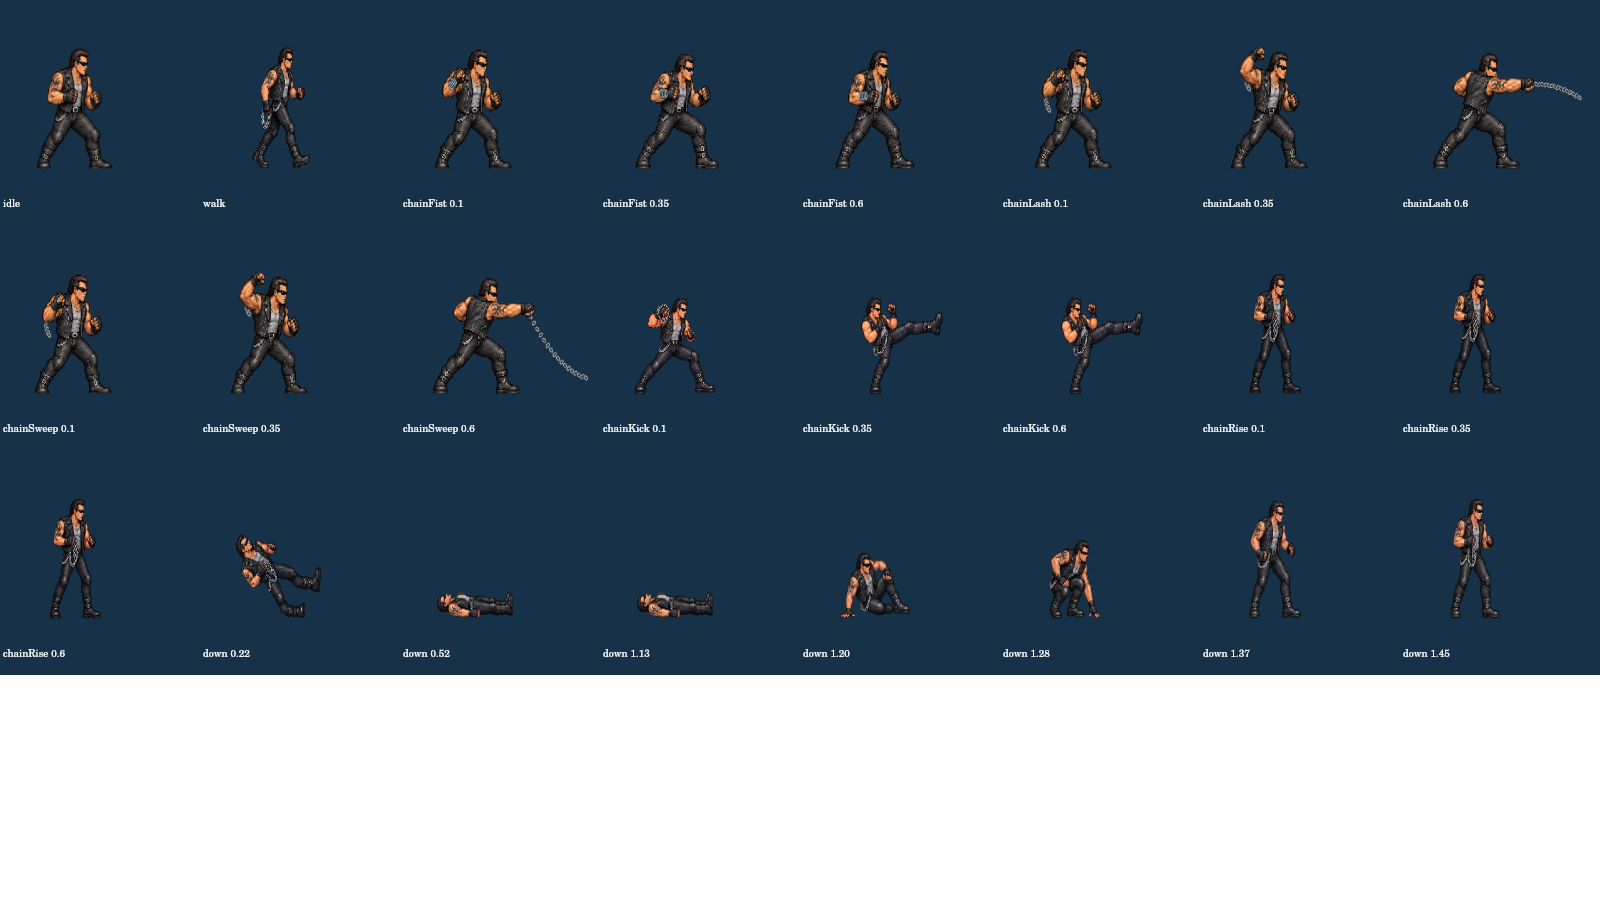 idle
walk
chainFist 0.1
chainFist 0.35
chainFist 0.6
chainLash 0.1
chainLash 0.35
chainLash 0.6
chainSweep 0.1
chainSweep 0.35
chainSweep 0.6
chainKick 0.1
chainKick 0.35
chainKick 0.6
chainRise 0.1
chainRise 0.35
chainRise 0.6
down 0.22
down 0.52
down 1.13
down 1.20
down 1.28
down 1.37
down 1.45